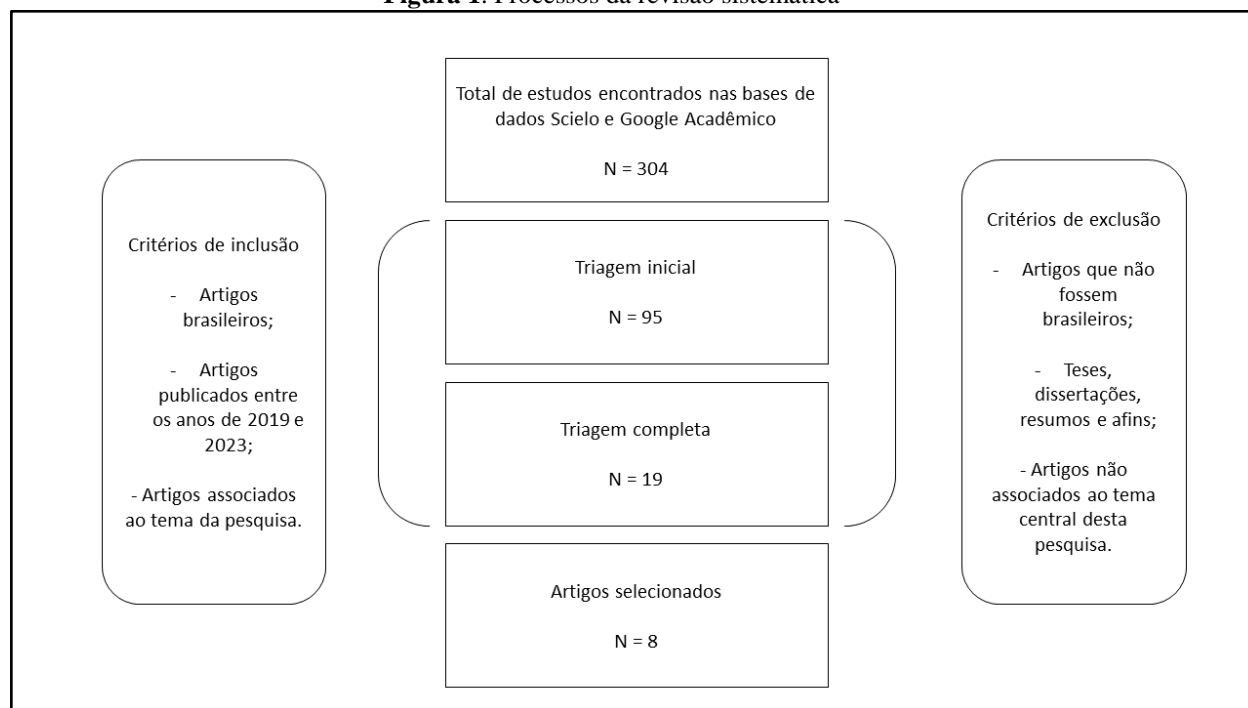 Figura 1. Processos da revisão sistemática
Total de estudos encontrados nas bases de
dados Scielo e Google Acadêmico
N = 304
Critérios de inclusão
- Artigos
brasileiros;
- Artigos
publicados entre
os anos de 2019 e
2023;
- Artigos associados
ao tema da pesquisa.
Triagem inicial
N = 95
Triagem completa
N = 19
Artigos selecionados
N = 8
Critérios de exclusão
- Artigos que não
fossem
brasileiros;
- Teses,
dissertações,
resumos e afins;
- Artigos não
associados ao tema
central desta
pesquisa.